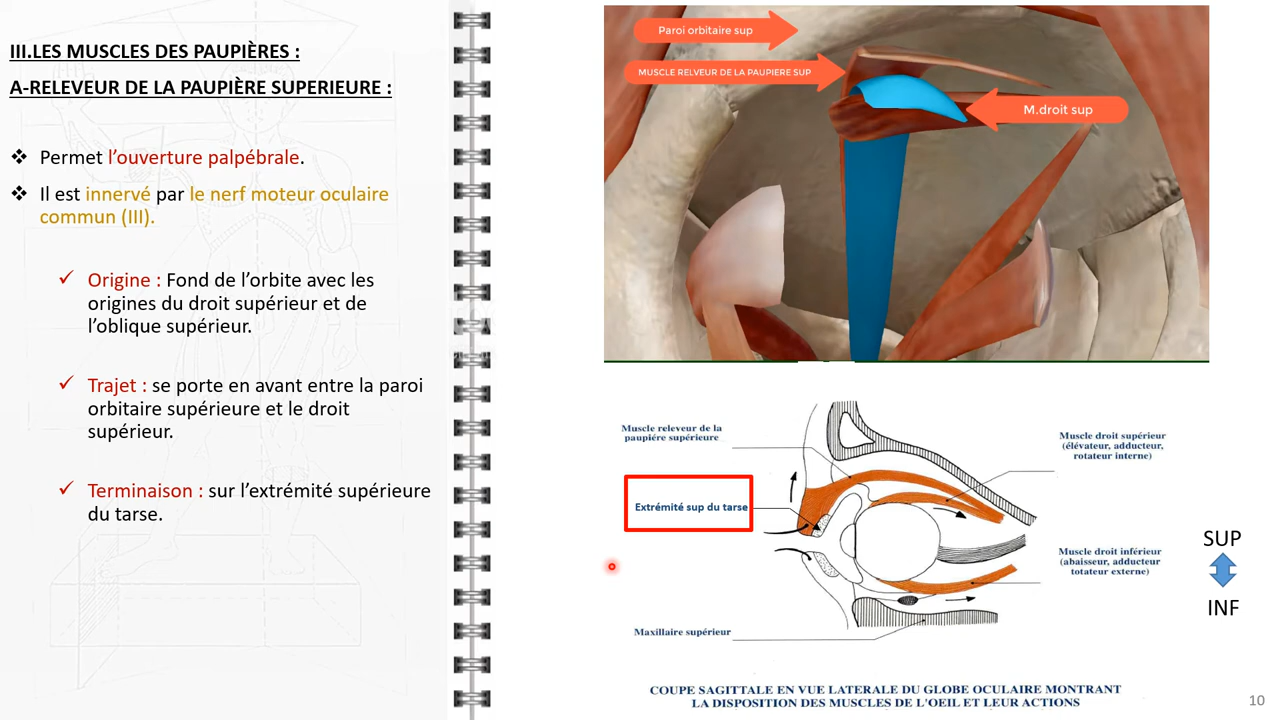 III.LES MUSCLES DES PAUPIÈRES :
A-RELEVEUR DE LA PAUPIÈRE SUPERIEURE :
❖ Permet l'ouverture palpébrale.
❖ Il est innervé par le nerf moteur oculaire
commun (III).
✓ Origine : Fond de l'orbite avec les
origines du droit supérieur et de
l'oblique supérieur.
✓ Trajet : se porte en avant entre la paroi
orbitaire supérieure et le droit
supérieur.
✓ Terminaison : sur l'extrémité supérieure
du tarse.
Paroi orbitaire sup
MUSCLE RELVEUR DE LA PAUPIERE SUP
M.droit sup
Muscle releveur de la
paupiére supérieure
Muscle droit supérieur
(élévateur, adducteur,
rotateur interne)
Extrémité sup du tarse
Muscle droit inférieur
(abaisseur, adducteur
totateur externe)
Maxillaire supérieur
SUP
INF
COUPE SAGITTALE EN VUE LATERALE DU GLOBE OCULAIRE MONTRANT
LA DISPOSITION DES MUSCLES DE L'OEIL ET LEUR ACTIONS
10